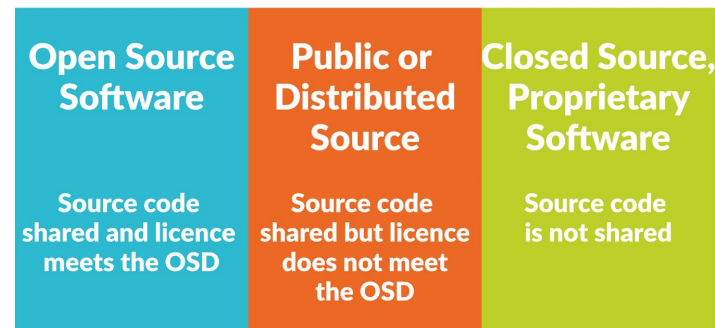 Open Source
Software
Source code
shared and licence
meets the OSD
Public or
Distributed
Source
Source code
shared but licence
does not meet
the OSD
Closed Source,
Proprietary
Software
Source code
is not shared